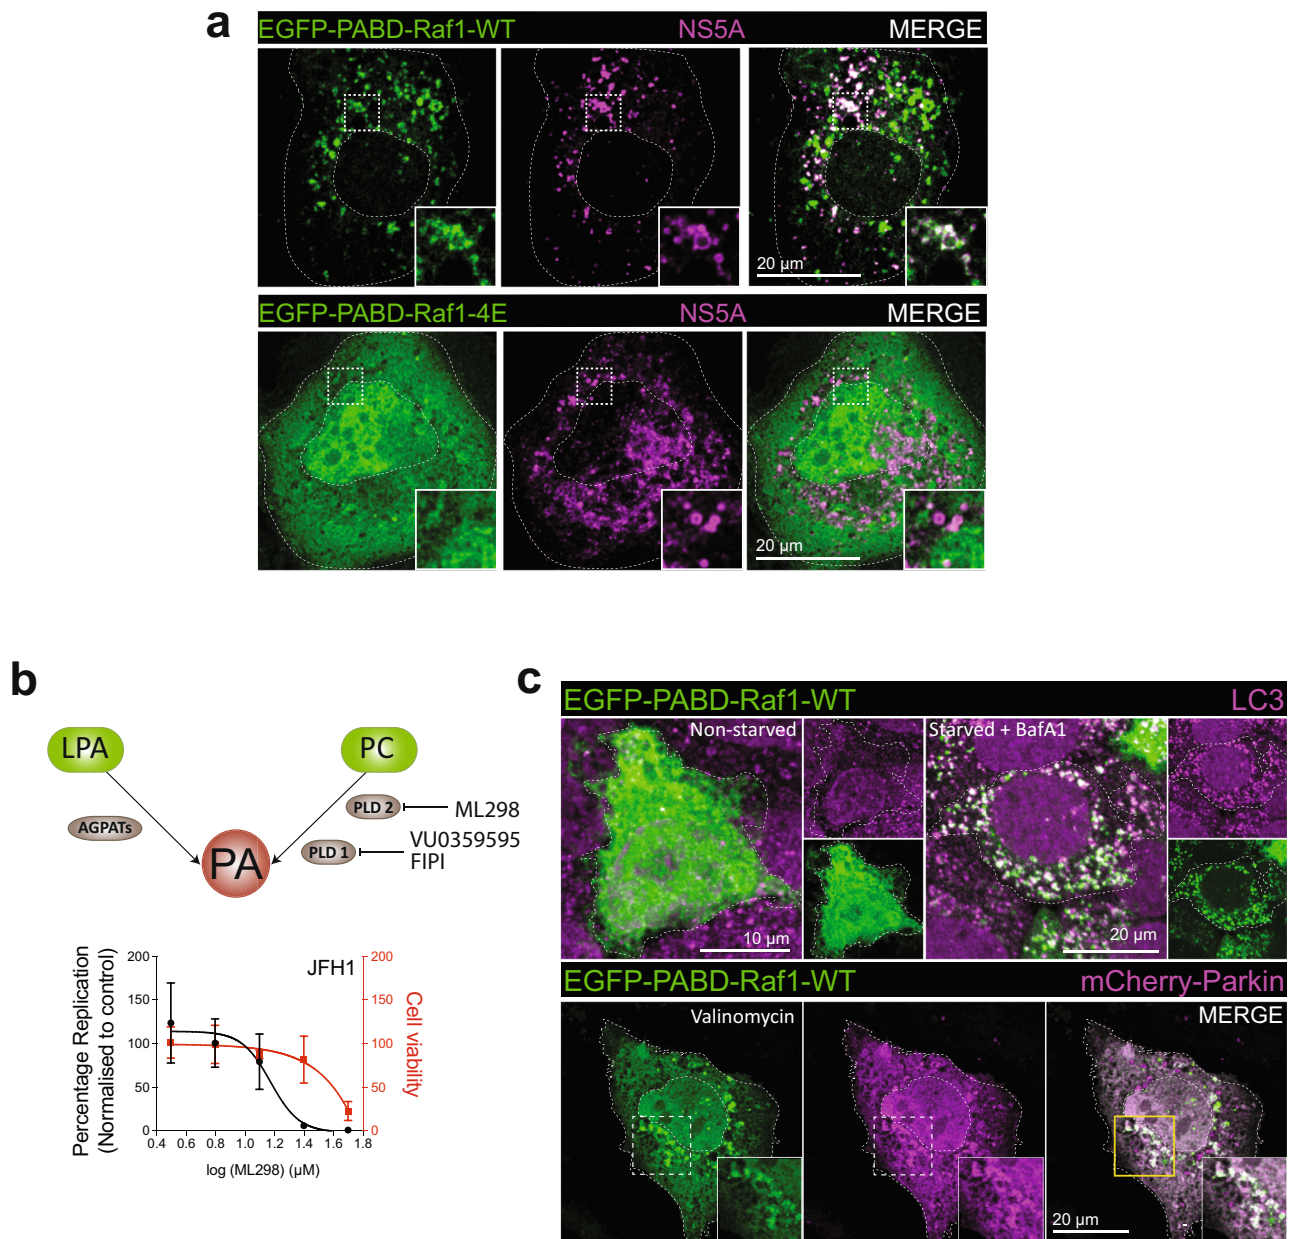 a
EGFP-PABD-Raf1-WT NS5A MERGE
20 µm
EGFP-PABD-Raf1-4E NS5A MERGE
20 µm
b
LPA PC
AGPATs
PLD 2 ML298
PLD 1 VU0359595
FIPI
PA
JFH1
Percentage Replication
(Normalised to control)
200 150 100 50 0
200 150 100 50 0
Cell viability
0.4 0.6 0.8 1.0 1.2 1.4 1.6 1.8
log (ML298) (µM)
c
EGFP-PABD-Raf1-WT LC3
Non-starved Starved + BafA1
10 µm 20 µm
EGFP-PABD-Raf1-WT mCherry-Parkin
Valinomycin MERGE
20 µm